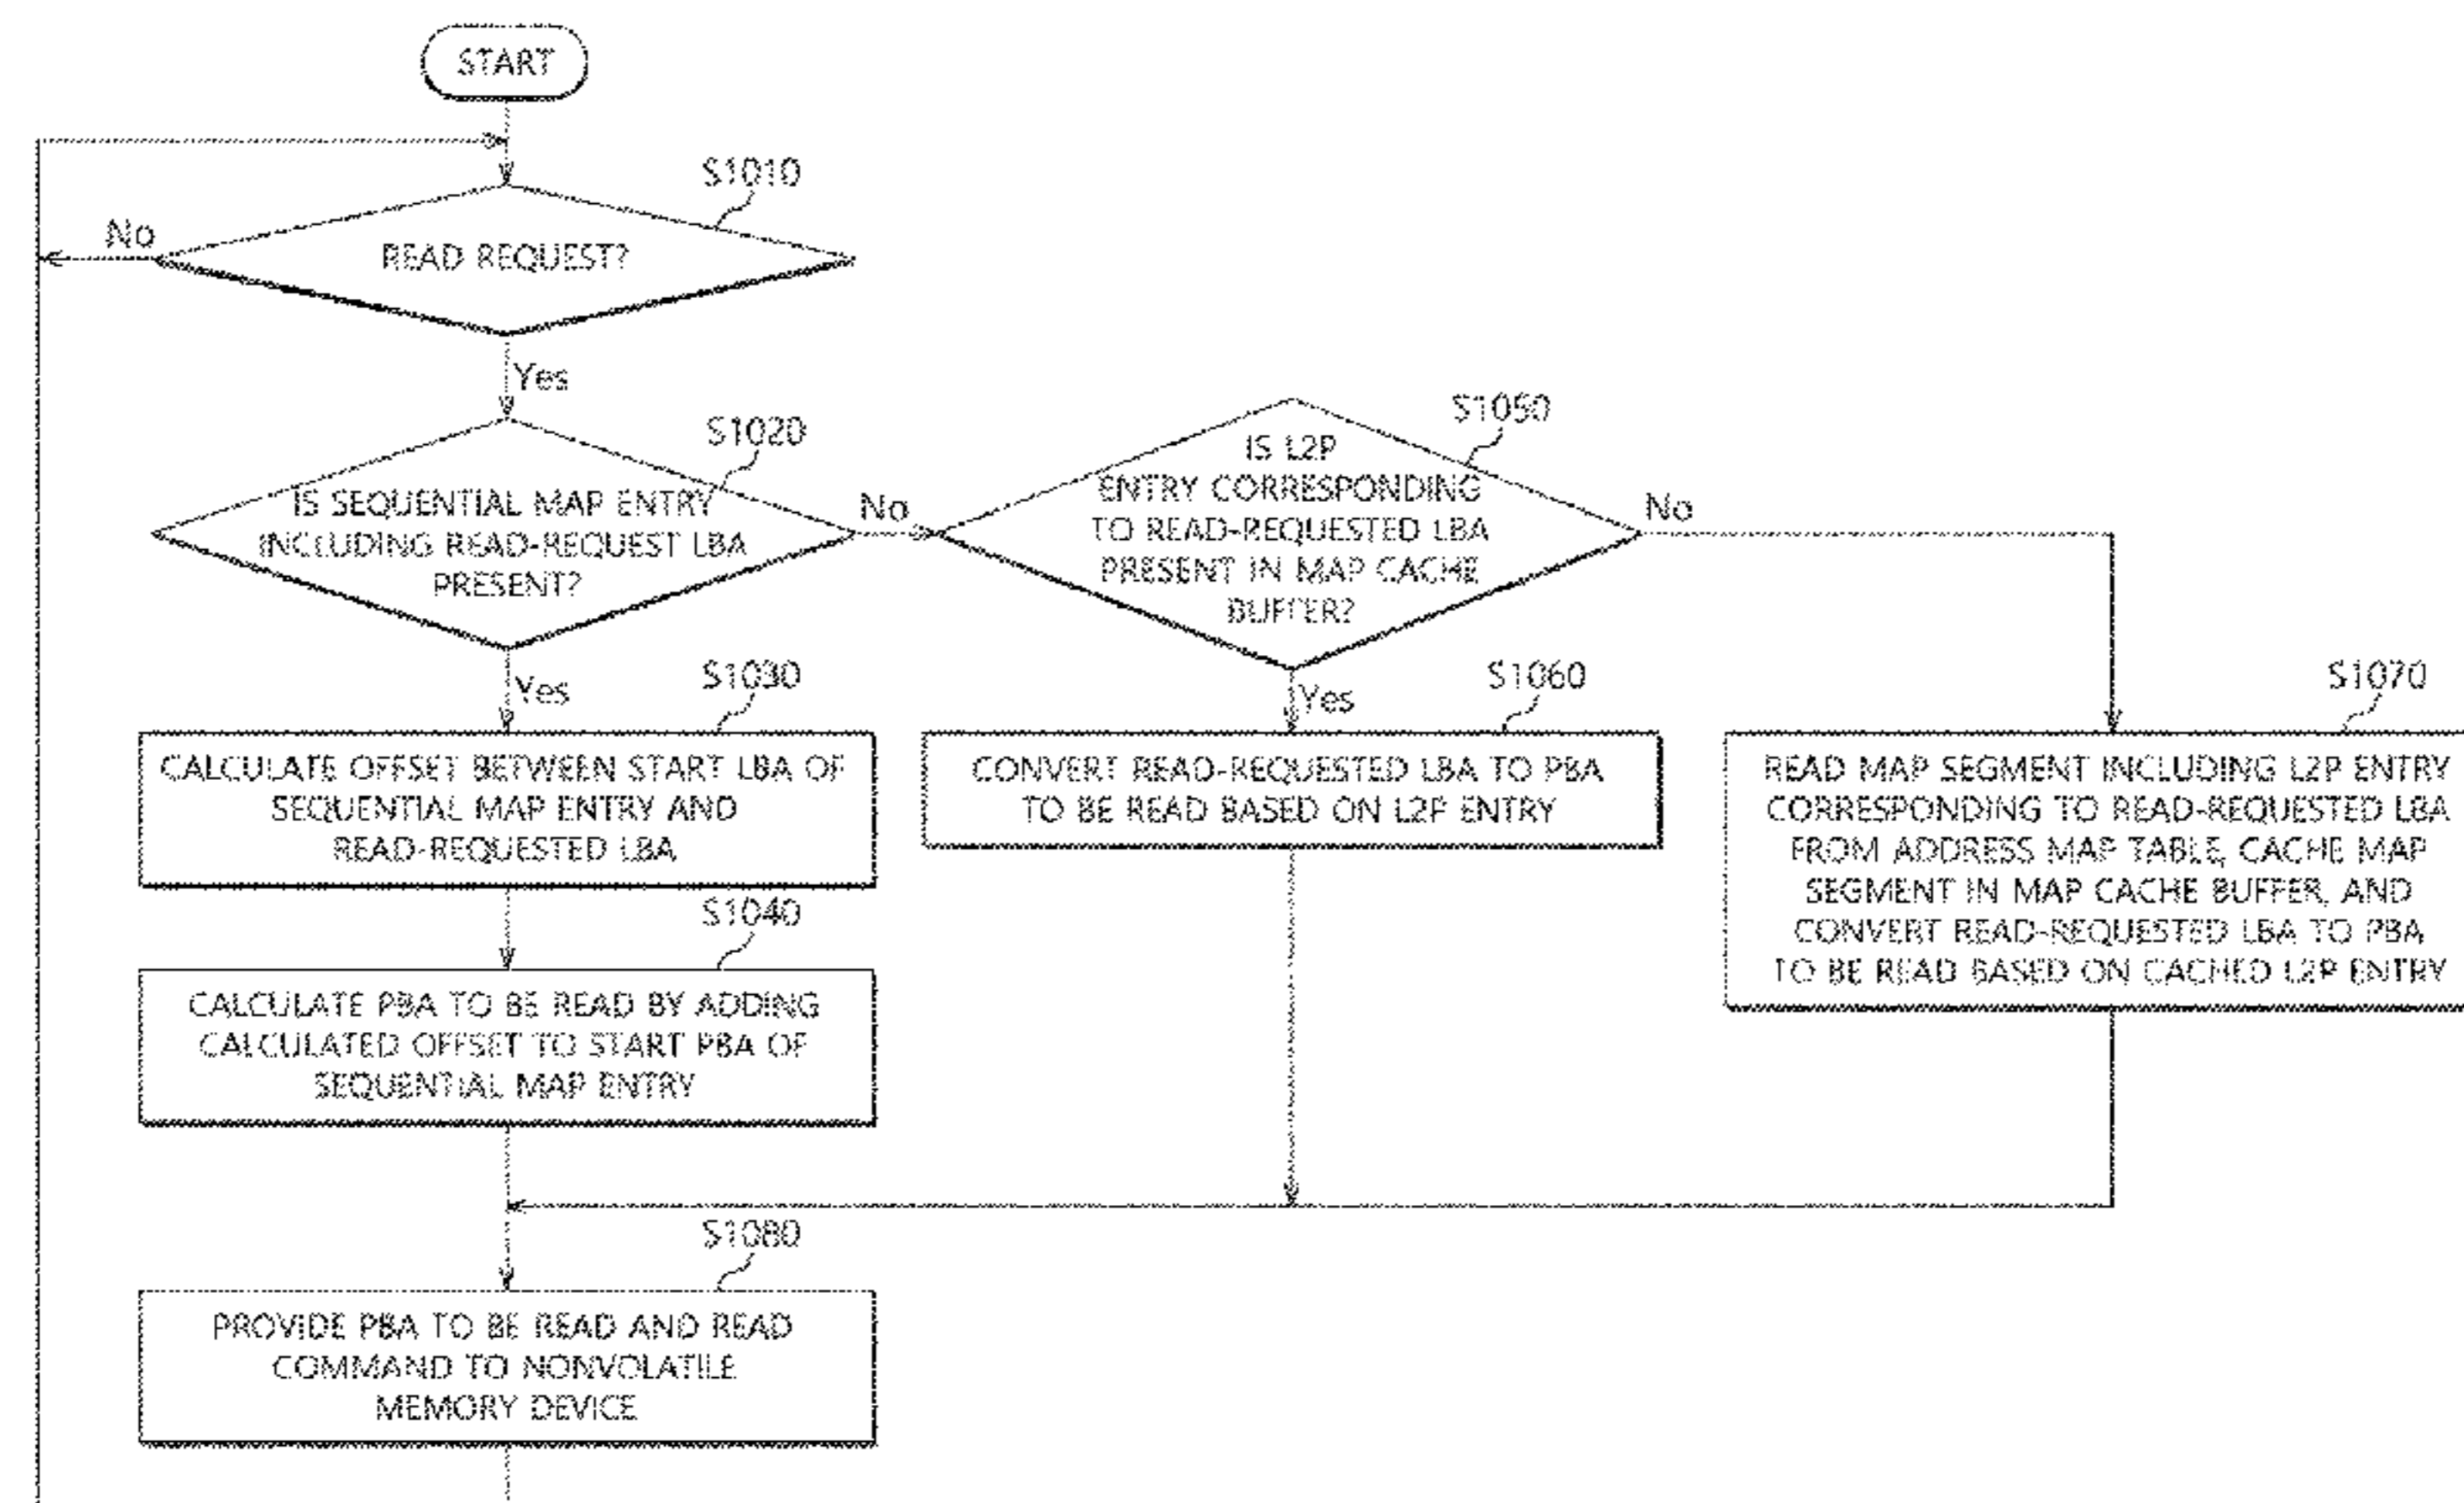 START
S1010
No
READ REQUEST?
Yes
S1020
IS SEQUENTIAL MAP ENTRY
INCLUDING READ-REQUEST LBA
PRESENT?
No
S1050
IS L2P
ENTRY CORRESPONDING
TO READ-REQUESTED LBA
PRESENT IN MAP CACHE
BUFFER?
No
Yes
S1030
CALCULATE OFFSET BETWEEN START LBA OF
SEQUENTIAL MAP ENTRY AND
READ-REQUESTED LBA
Yes
S1060
CONVERT READ-REQUESTED LBA TO PBA
TO BE READ BASED ON L2P ENTRY
S1070
READ MAP SEGMENT INCLUDING L2P ENTRY
CORRESPONDING TO READ-REQUESTED LBA
FROM ADDRESS MAP TABLE, CACHE MAP
SEGMENT IN MAP CACHE BUFFER, AND
CONVERT READ-REQUESTED LBA TO PBA
TO BE READ BASED ON CACHED L2P ENTRY
S1040
CALCULATE PBA TO BE READ BY ADDING
CALCULATED OFFSET TO START PBA OF
SEQUENTIAL MAP ENTRY
S1080
PROVIDE PBA TO BE READ AND READ
COMMAND TO NONVOLATILE
MEMORY DEVICE